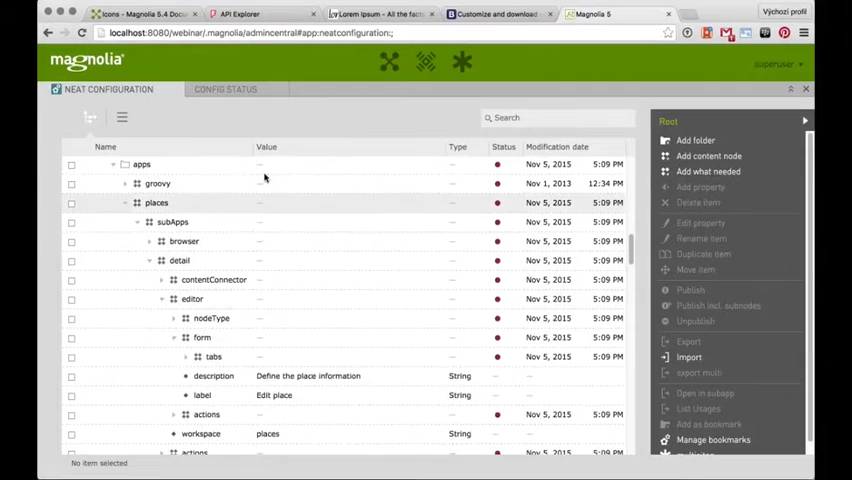 Icons - Magnolia 5.4 Docu
API Explorer
Lorem Ipsum - All the facts
Customize and download
Magnolia 5
Výchozí profil
localhost:8080/webinar/.magnolia/admincentral#app:neatconfiguration:;
magnolia
superuser
NEAT CONFIGURATION
CONFIG STATUS
Search
Root
Name Value Type Status Modification date
apps — — Nov 5, 2015 5:09 PM
groovy — — Nov 1, 2013 12:34 PM
places — — Nov 5, 2015 5:09 PM
subApps — — Nov 5, 2015 5:09 PM
browser — — Nov 5, 2015 5:09 PM
detail — — Nov 5, 2015 5:09 PM
contentConnector — — Nov 5, 2015 5:09 PM
editor — — Nov 5, 2015 5:09 PM
nodeType — — Nov 5, 2015 5:09 PM
form — — Nov 5, 2015 5:09 PM
tabs — — Nov 5, 2015 5:09 PM
description Define the place information String — —
label Edit place String — —
actions — — Nov 5, 2015 5:09 PM
workspace places String — —
actions — — Nov 5, 2015 5:09 PM
Add folder
Add content node
Add what needed
Add property
Delete item
Edit property
Rename item
Duplicate item
Move item
Publish
Publish incl. subnodes
Unpublish
Export
Import
export multi
Open in subapp
List Usages
Add as bookmark
Manage bookmarks
No item selected